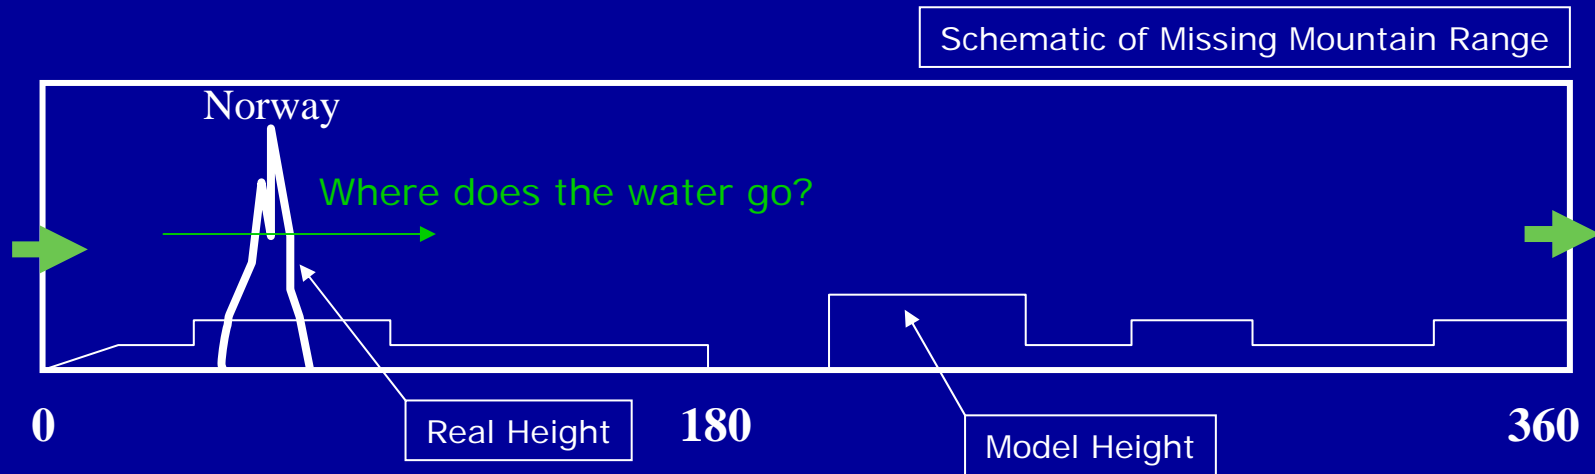 Schematic of Missing Mountain Range
Norway
Where does the water go?
0
180
360
Real Height
Model Height